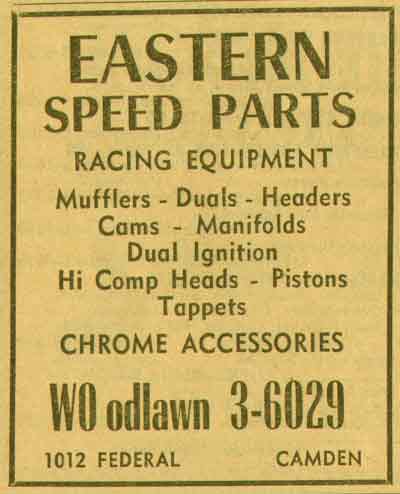 EASTERN
SPEED PARTS
RACING EQUIPMENT
Mufflers - Duals - Headers
Cams - Manifolds
Dual Ignition
Hi Comp Heads - Pistons
Tappets
CHROME ACCESSORIES
WO odlawn 3-6029
1012 FEDERAL CAMDEN